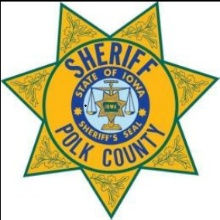 SHERIFF
STATE OF IOWA
IOWA
SHERIFF'S SEAL
POLK COUNTY